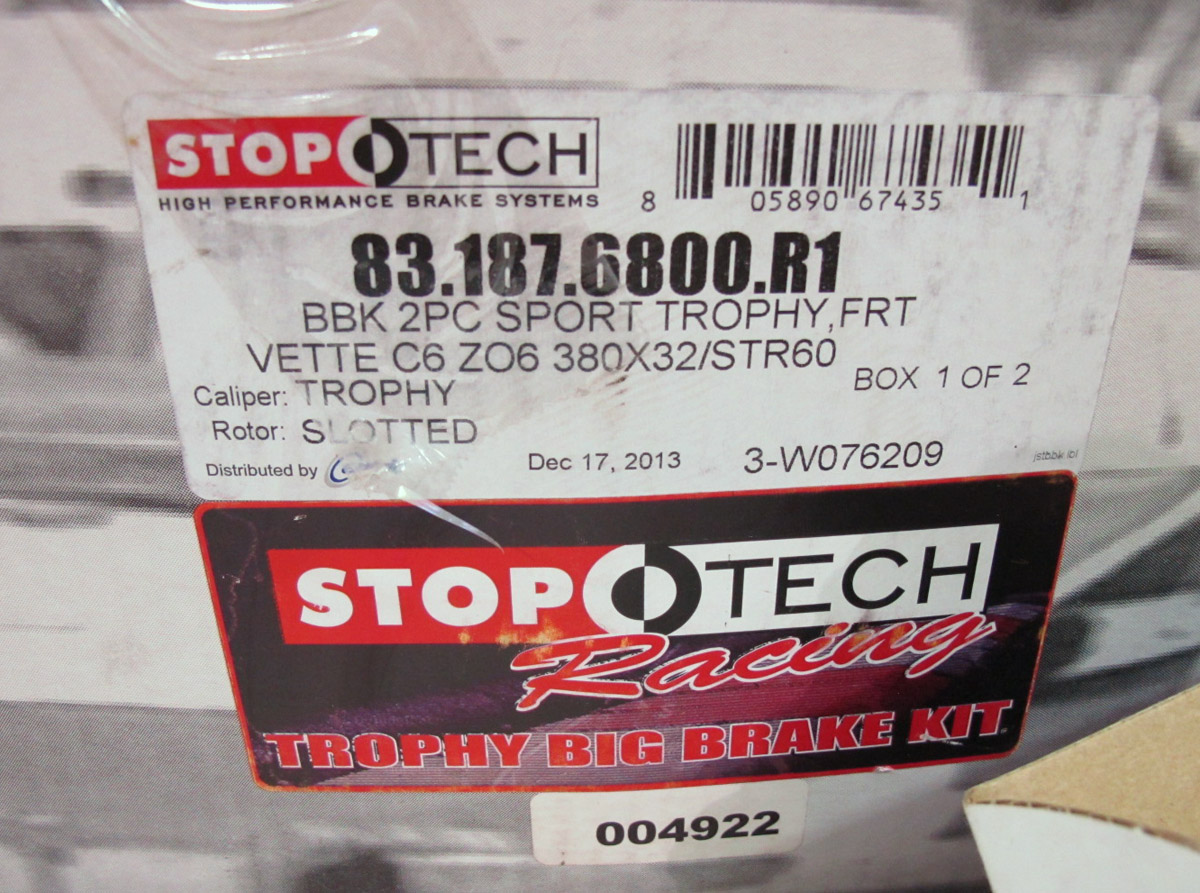 STOPTECH
HIGH PERFORMANCE BRAKE SYSTEMS
8 05890 67435 1
83.187.6800.R1
BBK 2PC SPORT TROPHY,FRT
VETTE C6 ZO6 380X32/STR60
BOX 1 OF 2
Caliper: TROPHY
Rotor: SLOTTED
Distributed by
Dec 17, 2013
3-W076209
STOPTECH
Racing
TROPHY BIG BRAKE KIT
004922